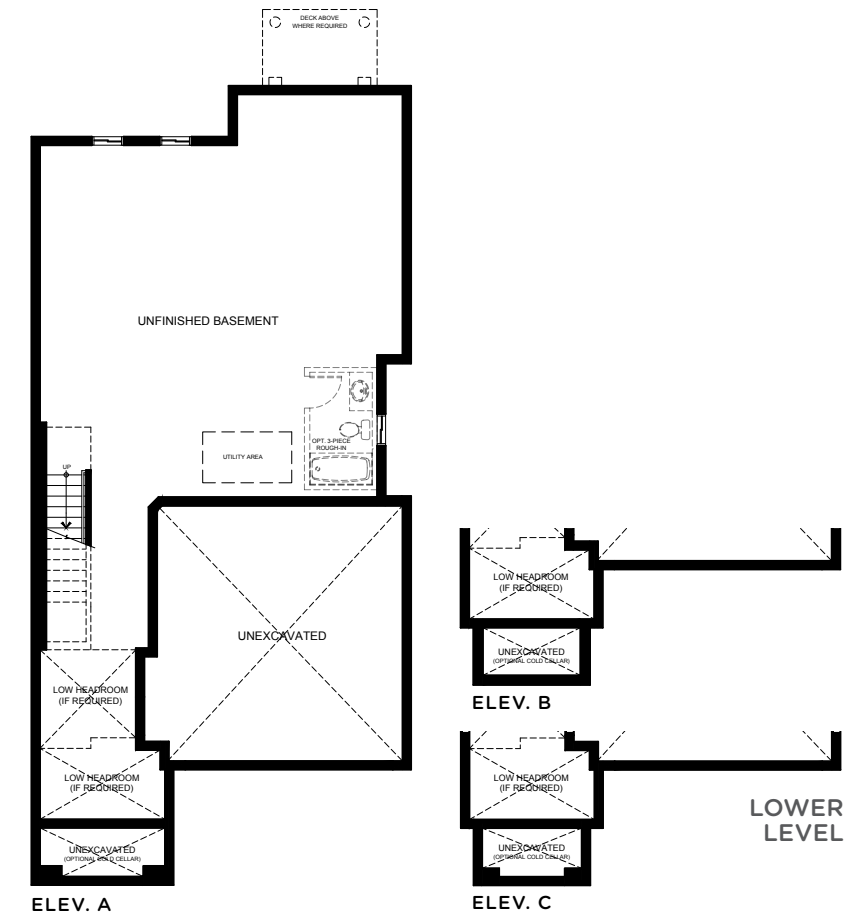 DECK ABOVE
WHERE REQUIRED
UNFINISHED BASEMENT
OPT. 3-PIECE
ROUGH-IN
UTILITY AREA
UP
UNEXCAVATED
LOW HEADROOM
(IF REQUIRED)
LOW HEADROOM
(IF REQUIRED)
UNEXCAVATED
(OPTIONAL COLD CELLAR)
ELEV. A
LOW HEADROOM
(IF REQUIRED)
UNEXCAVATED
(OPTIONAL COLD CELLAR)
ELEV. B
LOW HEADROOM
(IF REQUIRED)
UNEXCAVATED
(OPTIONAL COLD CELLAR)
ELEV. C
LOWER
LEVEL